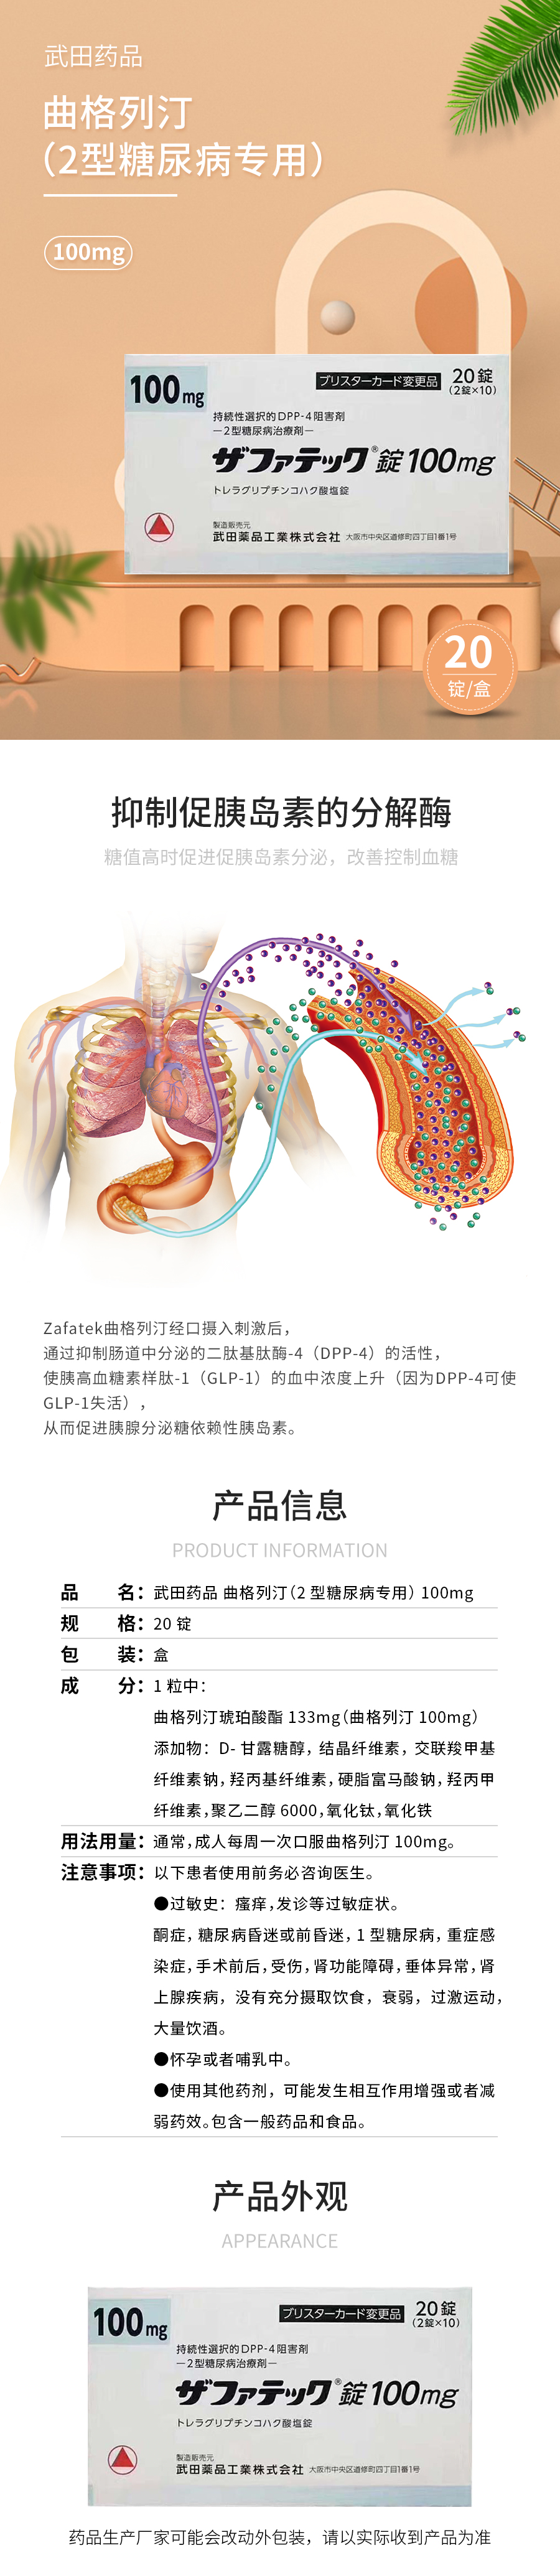 武田药品
曲格列汀
（2型糖尿病专用）
100mg
100mg
ブリスターカード変更品
20錠
(2錠×10)
持続性選択的DPP-4阻害剤
—2型糖尿病治療剤—
ザファテック®錠100mg
トレラグリプチンコハク酸塩錠
製造販売元
武田薬品工業株式会社 大阪市中央区道修町四丁目1番1号
20
锭/盒
抑制促胰岛素的分解酶
糖值高时促进促胰岛素分泌，改善控制血糖
Zafatek曲格列汀经口摄入刺激后，
通过抑制肠道中分泌的二肽基肽酶-4（DPP-4）的活性，
使胰高血糖素样肽-1（GLP-1）的血中浓度上升（因为DPP-4可使
GLP-1失活），
从而促进胰腺分泌糖依赖性胰岛素。
产品信息
PRODUCT INFORMATION
品 名：武田药品 曲格列汀（2 型糖尿病专用） 100mg
规 格：20 锭
包 装：盒
成 分：1 粒中：
曲格列汀琥珀酸酯 133mg（曲格列汀 100mg）
添加物：D- 甘露糖醇，结晶纤维素，交联羧甲基
纤维素钠，羟丙基纤维素，硬脂富马酸钠，羟丙甲
纤维素，聚乙二醇 6000，氧化钛，氧化铁
用法用量：通常，成人每周一次口服曲格列汀 100mg。
注意事项：以下患者使用前务必咨询医生。
●过敏史：瘙痒，发诊等过敏症状。
酮症，糖尿病昏迷或前昏迷，1 型糖尿病，重症感
染症，手术前后，受伤，肾功能障碍，垂体异常，肾
上腺疾病，没有充分摄取饮食，衰弱，过激运动，
大量饮酒。
●怀孕或者哺乳中。
●使用其他药剂，可能发生相互作用增强或者减
弱药效。包含一般药品和食品。
产品外观
APPEARANCE
100mg
ブリスターカード変更品
20錠
(2錠×10)
持続性選択的DPP-4阻害剤
—2型糖尿病治療剤—
ザファテック®錠100mg
トレラグリプチンコハク酸塩錠
製造販売元
武田薬品工業株式会社 大阪市中央区道修町四丁目1番1号
药品生产厂家可能会改动外包装，请以实际收到产品为准